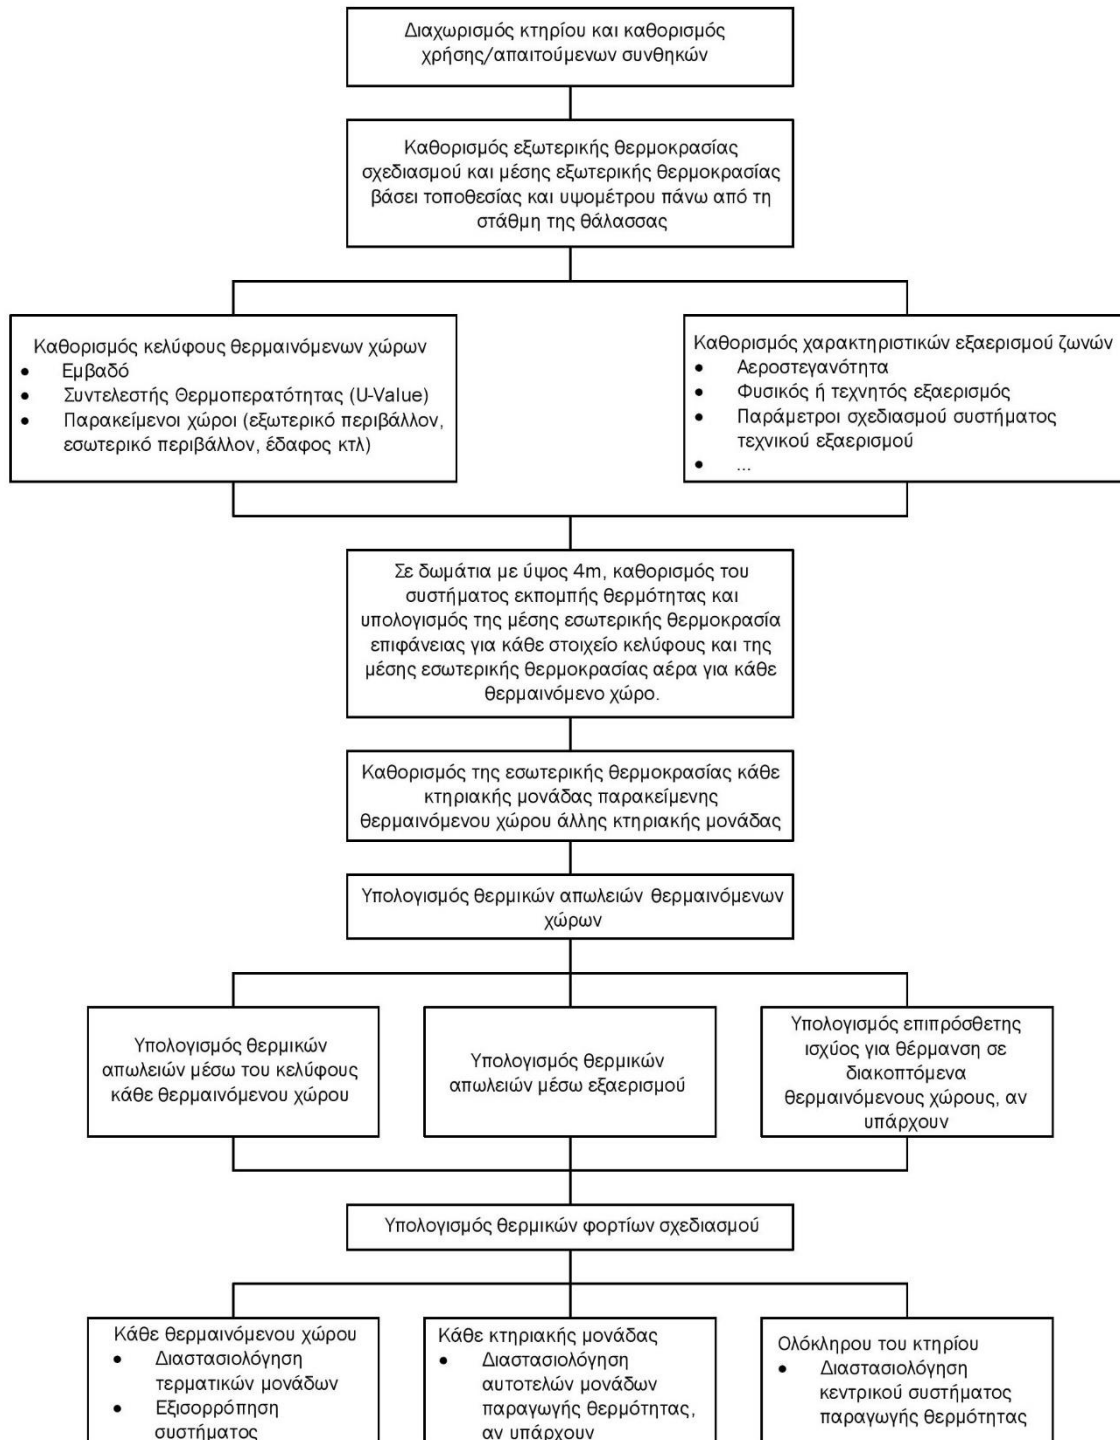 Διαχωρισμός κτηρίου και καθορισμός
χρήσης/απαιτούμενων συνθηκών
Καθορισμός εξωτερικής θερμοκρασίας
σχεδιασμού και μέσης εξωτερικής θερμοκρασίας
βάσει τοποθεσίας και υψομέτρου πάνω από τη
στάθμη της θάλασσας
Καθορισμός κελύφους θερμαινόμενων χώρων
• Εμβαδό
• Συντελεστής Θερμοπερατότητας (U-Value)
• Παρακείμενοι χώροι (εξωτερικό περιβάλλον,
εσωτερικό περιβάλλον, έδαφος κτλ)
Καθορισμός χαρακτηριστικών εξαερισμού ζωνών
• Αεροστεγανότητα
• Φυσικός ή τεχνητός εξαερισμός
• Παράμετροι σχεδιασμού συστήματος
τεχνικού εξαερισμού
• ...
Σε δωμάτια με ύψος 4m, καθορισμός του
συστήματος εκπομπής θερμότητας και
υπολογισμός της μέσης εσωτερικής θερμοκρασία
επιφάνειας για κάθε στοιχείο κελύφους και της
μέσης εσωτερικής θερμοκρασίας αέρα για κάθε
θερμαινόμενο χώρο.
Καθορισμός της εσωτερικής θερμοκρασίας κάθε
κτηριακής μονάδας παρακείμενης
θερμαινόμενου χώρου άλλης κτηριακής μονάδας
Υπολογισμός θερμικών απωλειών θερμαινόμενων
χώρων
Υπολογισμός θερμικών
απωλειών μέσω του κελύφους
κάθε θερμαινόμενου χώρου
Υπολογισμός θερμικών
απωλειών μέσω εξαερισμού
Υπολογισμός επιπρόσθετης
ισχύος για θέρμανση σε
διακοπτόμενα
θερμαινόμενους χώρους, αν
υπάρχουν
Υπολογισμός θερμικών φορτίων σχεδιασμού
Κάθε θερμαινόμενου χώρου
• Διαστασιολόγηση
τερματικών μονάδων
• Εξισορρόπηση
συστήματος
Κάθε κτηριακής μονάδας
• Διαστασιολόγηση
αυτοτελών μονάδων
παραγωγής θερμότητας,
αν υπάρχουν
Ολόκληρου του κτηρίου
• Διαστασιολόγηση
κεντρικού συστήματος
παραγωγής θερμότητας